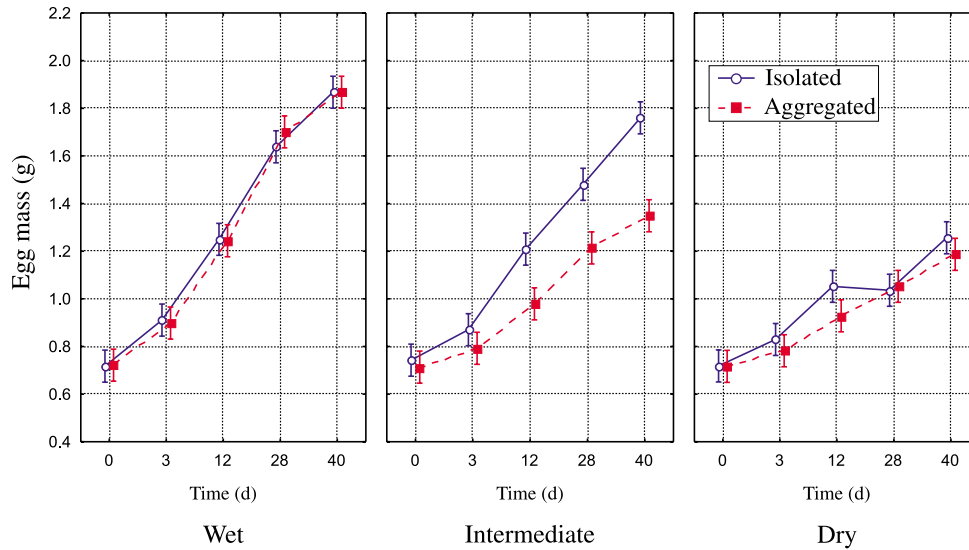 2.2
2.0
1.8
1.6
1.4
1.2
1.0
0.8
0.6
0.4
Egg mass (g)
Isolated
Aggregated
0 3 12 28 40 0 3 12 28 40 0 3 12 28 40
Time (d) Time (d) Time (d)
Wet Intermediate Dry